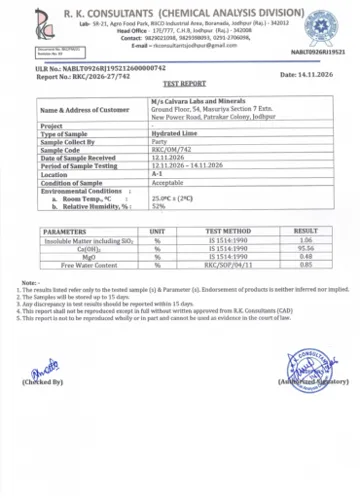 R. K. CONSULTANTS (CHEMICAL ANALYSIS DIVISION)
Lab- SR-21, Agro Food Park, RIICO Industrial Area, Boranada, Jodhpur (Raj.) - 342012
Head Office - 17E/777, C.H.B, Jodhpur (Raj.) - 342008
Contact: 9829021098, 9829398093, 0291-2706098,
E-mail – rkconsultantsjodhpur@gmail.com
NABLT0926RJ19521
ULR No.: NABLT0926RJ195212600000742
Report No.: RKC/2026-27/742
Date: 14.11.2026
TEST REPORT
Name & Address of Customer
M/s Calvara Labs and Minerals
Ground Floor, 54, Masuriya Section 7 Extn.
New Power Road, Patrakar Colony, Jodhpur
Project
Type of Sample Hydrated Lime
Sample Collect By Party
Sample Code RKC/OM/742
Date of Sample Received 12.11.2026
Period of Sample Testing 12.11.2026 – 14.11.2026
Location A-1
Condition of Sample Acceptable
Environmental Conditions :
a. Room Temp., ºC : 25.0ºC ± (2ºC)
b. Relative Humidity, % : 52%
PARAMETERS UNIT TEST METHOD RESULT
Insoluble Matter including SiO₂ % IS 1514:1990 1.06
Ca(OH)₂ % IS 1514:1990 95.56
MgO % IS 1514:1990 0.48
Free Water Content % RKC/SOP/04/11 0.85
Note: -
1. The results listed refer only to the tested sample (s) & Parameter (s). Endorsement of products is neither inferred nor implied.
2. The Samples will be stored up to 15 days.
3. Any discrepancy in test results should be reported within 15 days.
4. This report shall not be reproduced except in full without written approved from R.K. Consultants (CAD)
5. This report is not to be reproduced wholly or in part and cannot be used as evidence in the court of law.
(Checked By)
(Authorized Signatory)